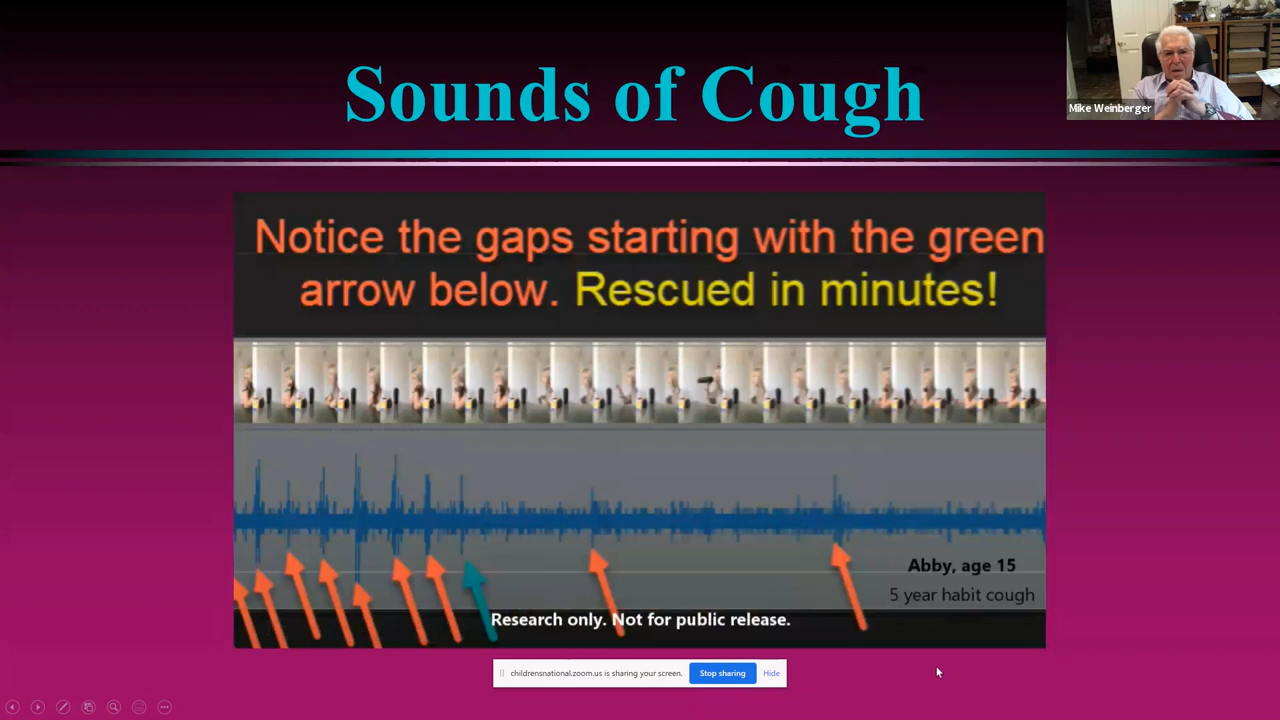 Sounds of Cough
Mike Weinberger
Notice the gaps starting with the green
arrow below. Rescued in minutes!
Abby, age 15
5 year habit cough
Research only. Not for public release.
childrensnational.zoom.us is sharing your screen. Stop sharing Hide